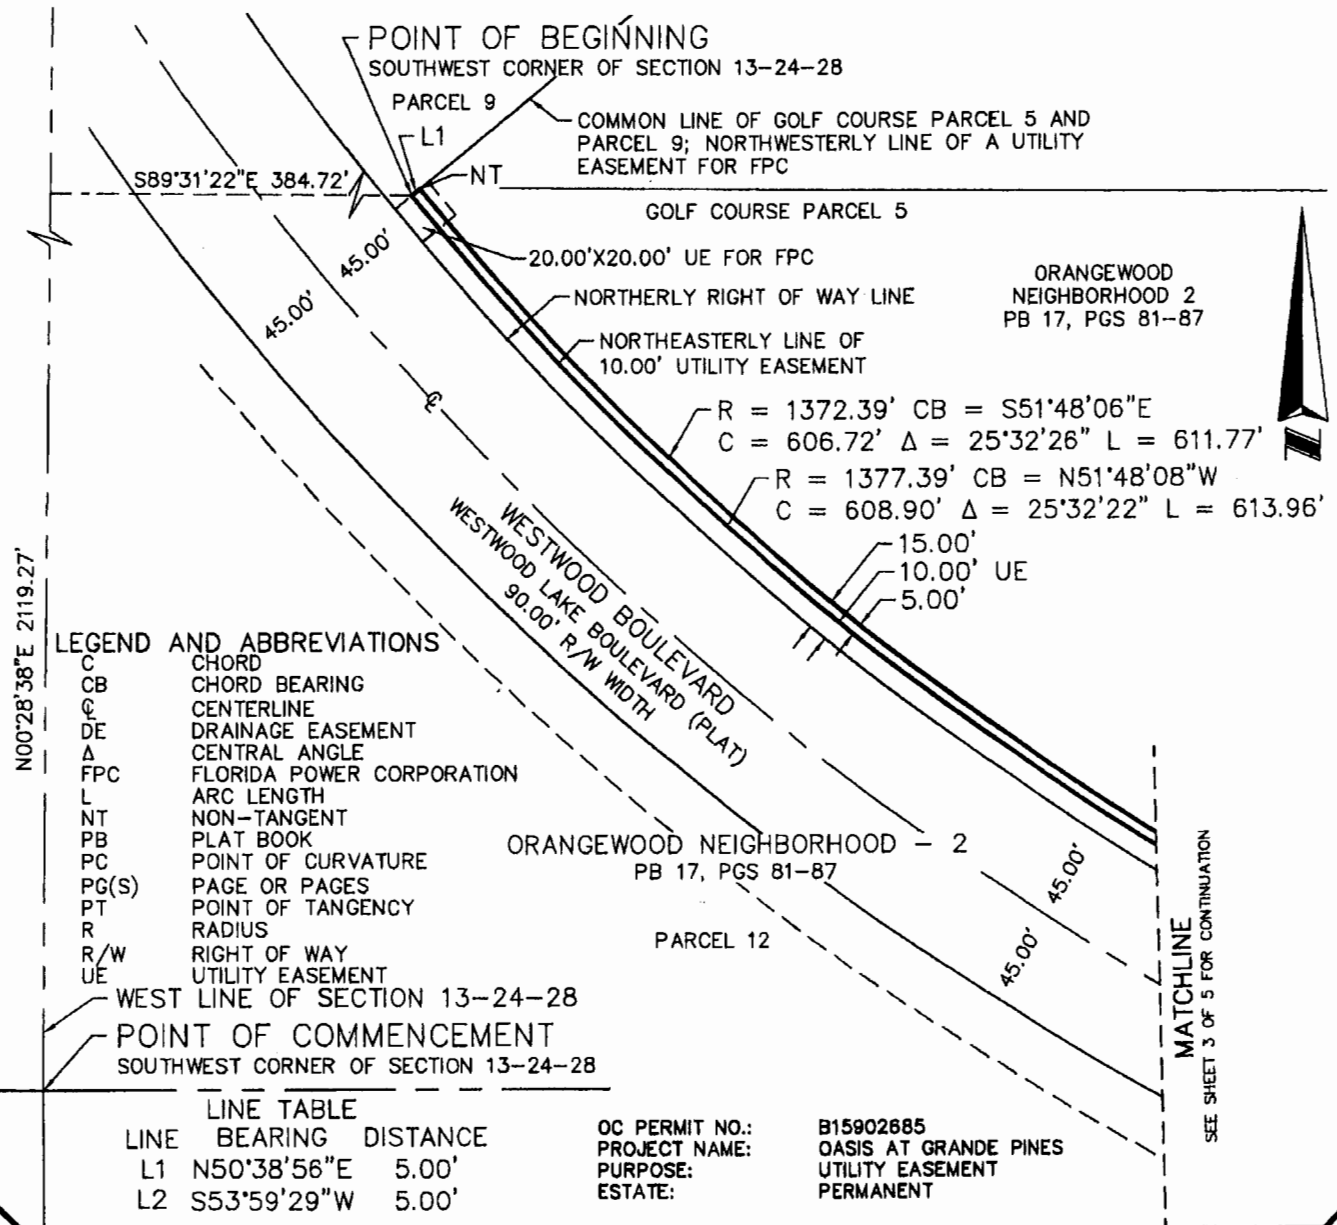 POINT OF BEGINNING
SOUTHWEST CORNER OF SECTION 13-24-28
PARCEL 9
L1
COMMON LINE OF GOLF COURSE PARCEL 5 AND
PARCEL 9; NORTHWESTERLY LINE OF A UTILITY
EASEMENT FOR FPC
NT
S89°31'22"E 384.72'
GOLF COURSE PARCEL 5
20.00'X20.00' UE FOR FPC
45.00'
45.00'
ORANGEWOOD
NEIGHBORHOOD 2
PB 17, PGS 81-87
NORTHERLY RIGHT OF WAY LINE
NORTHEASTERLY LINE OF
10.00' UTILITY EASEMENT
℄
R = 1372.39' CB = S51°48'06"E
C = 606.72' Δ = 25°32'26" L = 611.77'
N
R = 1377.39' CB = N51°48'08"W
C = 608.90' Δ = 25°32'22" L = 613.96'
15.00'
10.00' UE
5.00'
WESTWOOD BOULEVARD
WESTWOOD LAKE BOULEVARD (PLAT)
90.00' R/W WIDTH
N00°28'38"E 2119.27'
LEGEND AND ABBREVIATIONS
C CHORD
CB CHORD BEARING
℄ CENTERLINE
DE DRAINAGE EASEMENT
Δ CENTRAL ANGLE
FPC FLORIDA POWER CORPORATION
L ARC LENGTH
NT NON-TANGENT
PB PLAT BOOK
PC POINT OF CURVATURE
PG(S) PAGE OR PAGES
PT POINT OF TANGENCY
R RADIUS
R/W RIGHT OF WAY
UE UTILITY EASEMENT
ORANGEWOOD NEIGHBORHOOD - 2
PB 17, PGS 81-87
PARCEL 12
45.00'
45.00'
MATCHLINE
SEE SHEET 3 OF 5 FOR CONTINUATION
WEST LINE OF SECTION 13-24-28
POINT OF COMMENCEMENT
SOUTHWEST CORNER OF SECTION 13-24-28
LINE TABLE
LINE BEARING DISTANCE
L1 N50°38'56"E 5.00'
L2 S53°59'29"W 5.00'
OC PERMIT NO.: B15902685
PROJECT NAME: OASIS AT GRANDE PINES
PURPOSE: UTILITY EASEMENT
ESTATE: PERMANENT